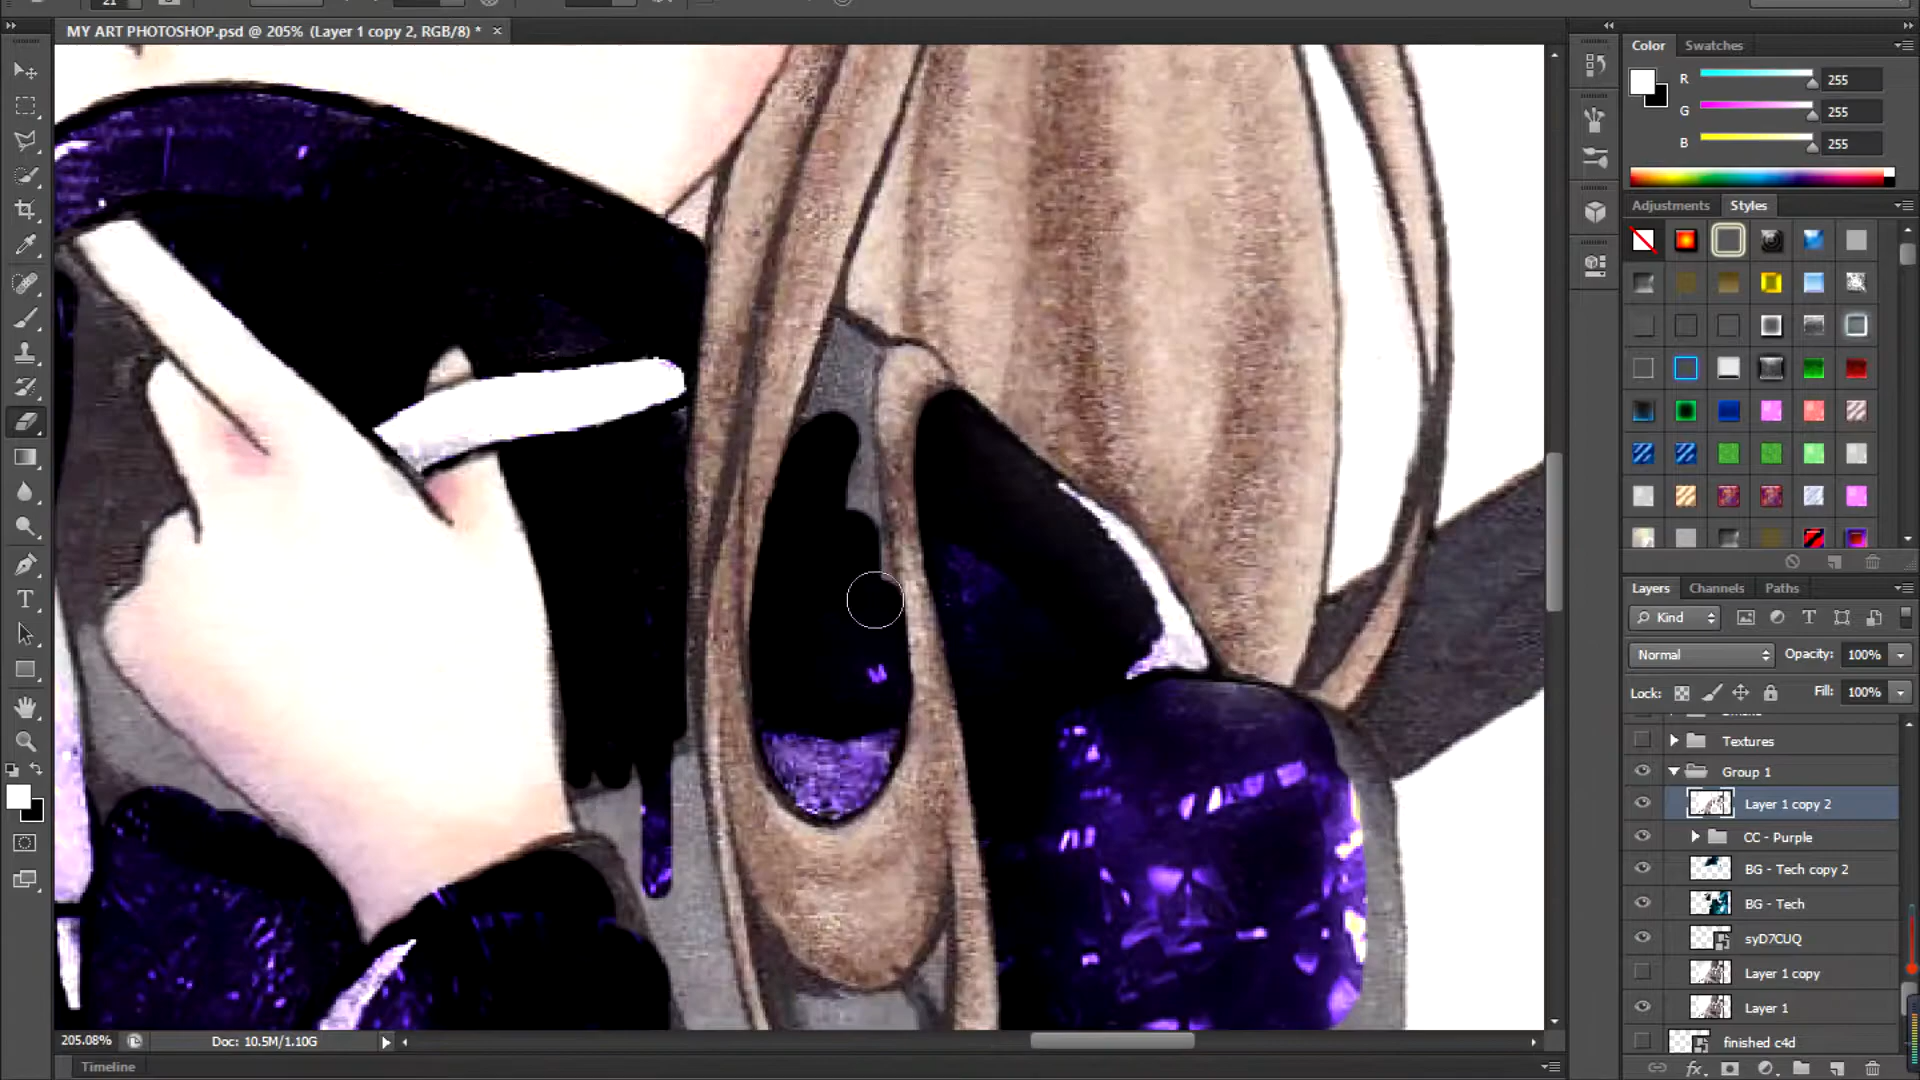 21
MY ART PHOTOSHOP.psd @ 205% (Layer 1 copy 2, RGB/8) *
Color Swatches
R 255
G 255
B 255
Adjustments Styles
Layers Channels Paths
Kind
Normal Opacity: 100%
Lock: Fill: 100%
Textures
Group 1
Layer 1 copy 2
CC - Purple
BG - Tech copy 2
BG - Tech
syD7CUQ
Layer 1 copy
Layer 1
finished c4d
205.08% Doc: 10.5M/1.10G
Timeline